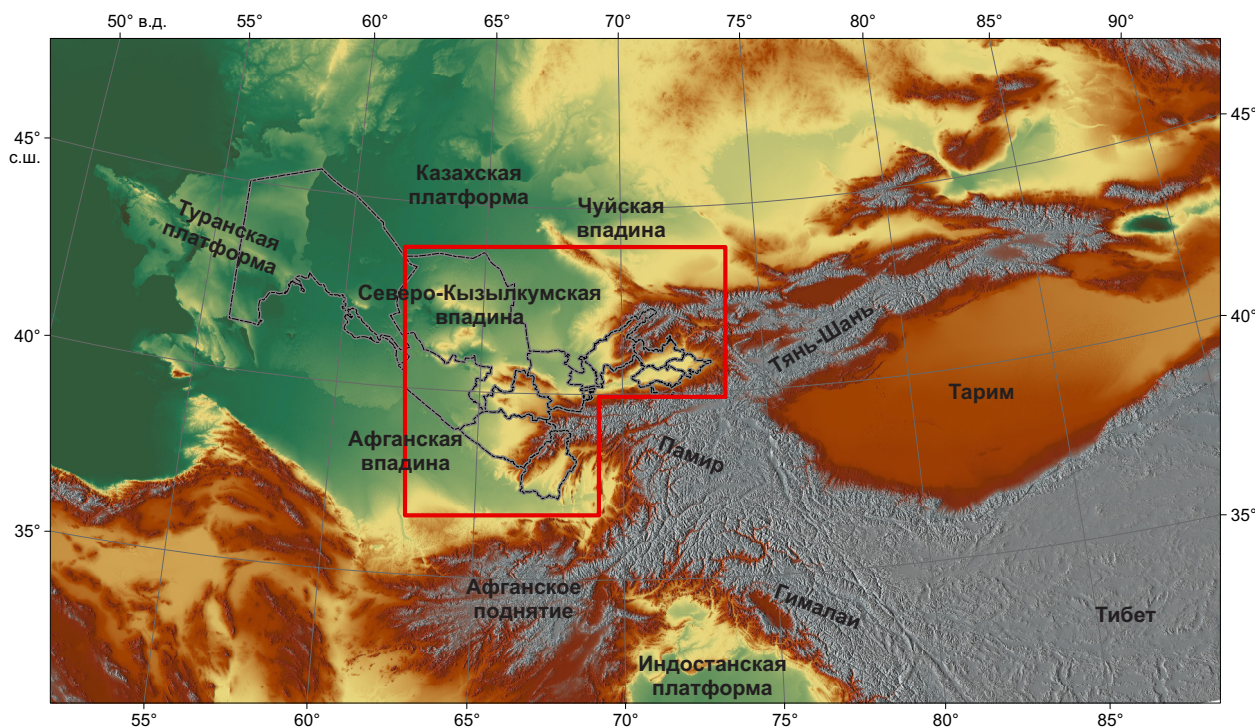 50° в.д.
55°
60°
65°
70°
75°
80°
85°
90°
45°
с.ш.
45°
Казахская
платформа
Туранская
платформа
Чуйская
впадина
Северо-Кызылкумская
впадина
40°
40°
Тянь-Шань
Тарим
Афганская
впадина
Памир
35°
35°
Афганское
поднятие
Гималаи
Тибет
Индостанская
платформа
55°
60°
65°
70°
75°
80°
85°